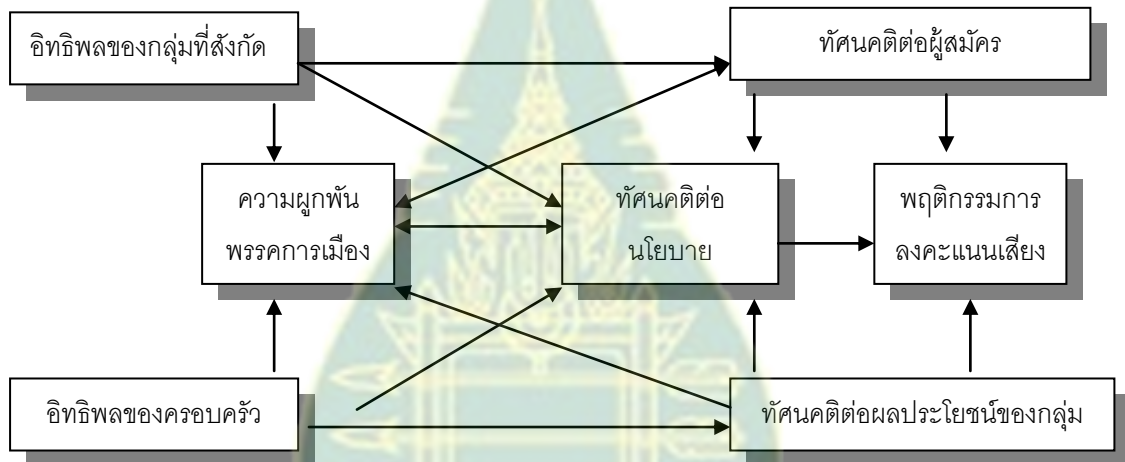 อิทธิพลของกลุ่มที่สังกัด
ทัศนคติต่อผู้สมัคร
ความผูกพัน
พรรคการเมือง
ทัศนคติต่อ
นโยบาย
พฤติกรรมการ
ลงคะแนนเสียง
อิทธิพลของครอบครัว
ทัศนคติต่อผลประโยชน์ของกลุ่ม